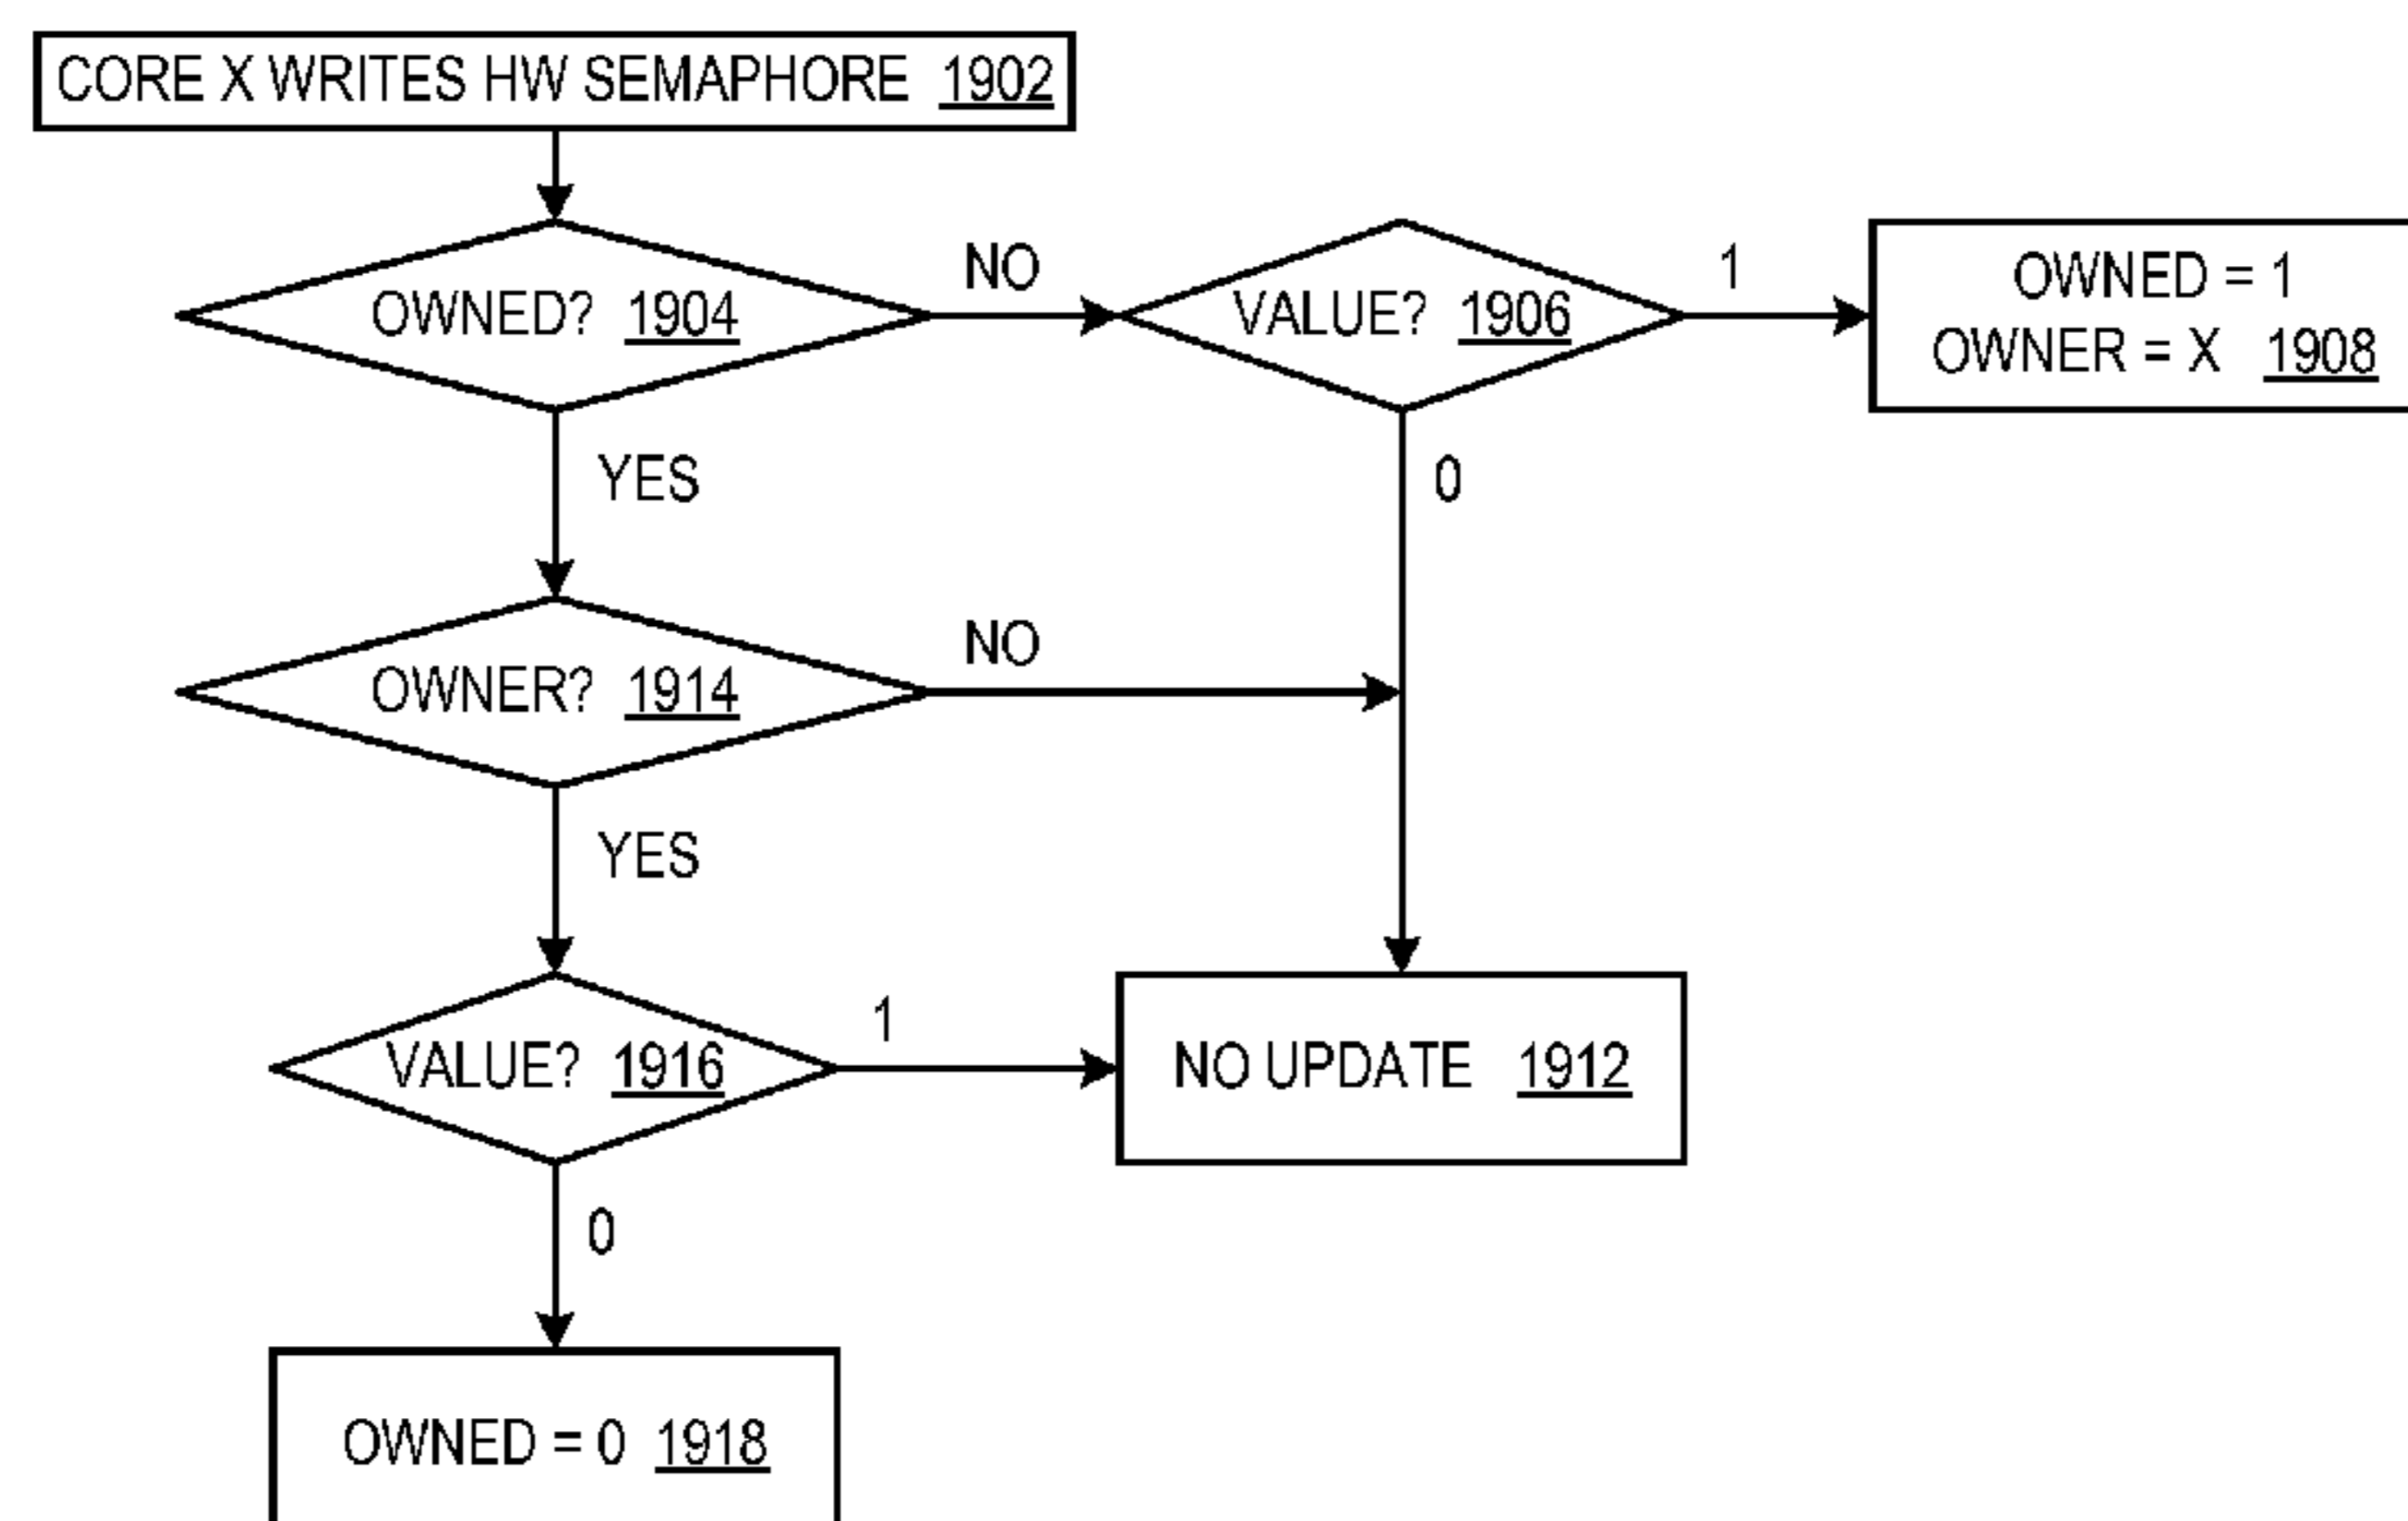 CORE X WRITES HW SEMAPHORE 1902
OWNED? 1904
NO
VALUE? 1906
1
OWNED = 1
OWNER = X 1908
YES
0
OWNER? 1914
NO
YES
VALUE? 1916
1
NO UPDATE 1912
0
OWNED = 0 1918